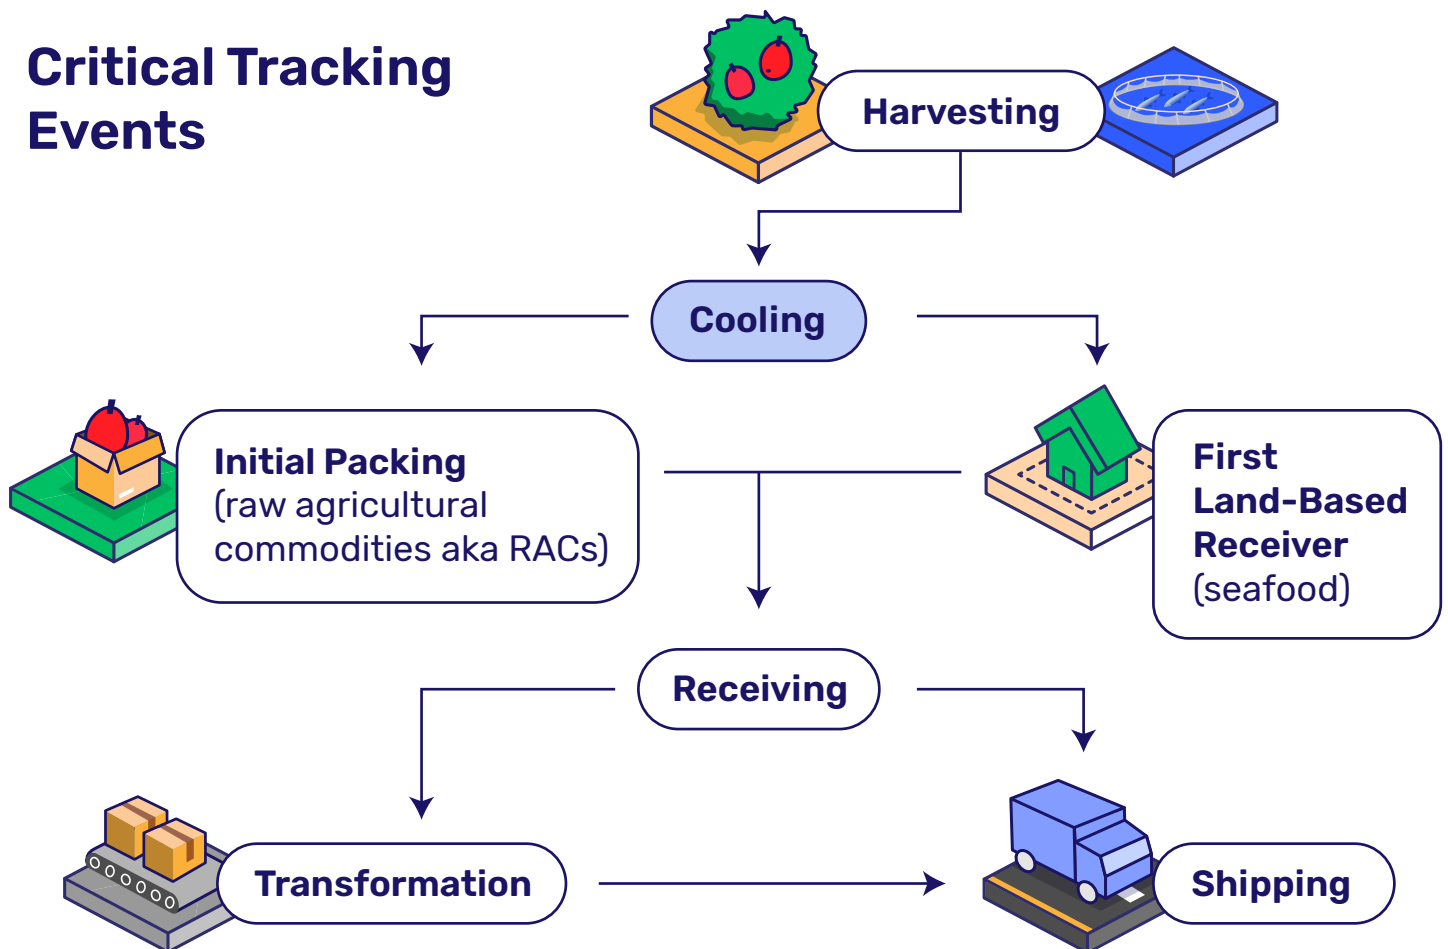 Critical Tracking
Events
Harvesting
Cooling
Initial Packing
(raw agricultural
commodities aka RACs)
First
Land-Based
Receiver
(seafood)
Receiving
Transformation
Shipping